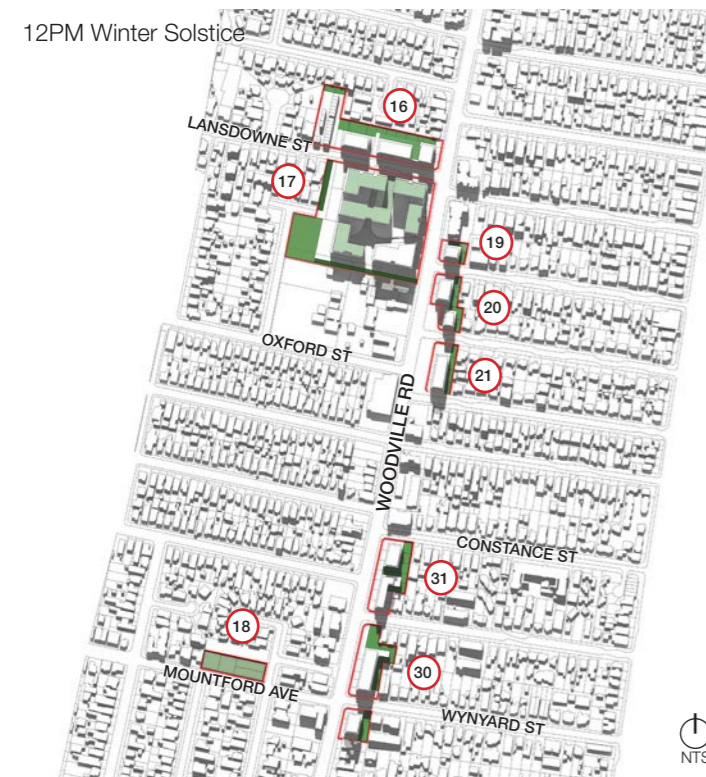 12PM Winter Solstice
16
LANSDOWNE ST
17
19
20
OXFORD ST
21
WOODVILLE RD
CONSTANCE ST
31
18
30
MOUNTFORD AVE
WYNYARD ST
NTS